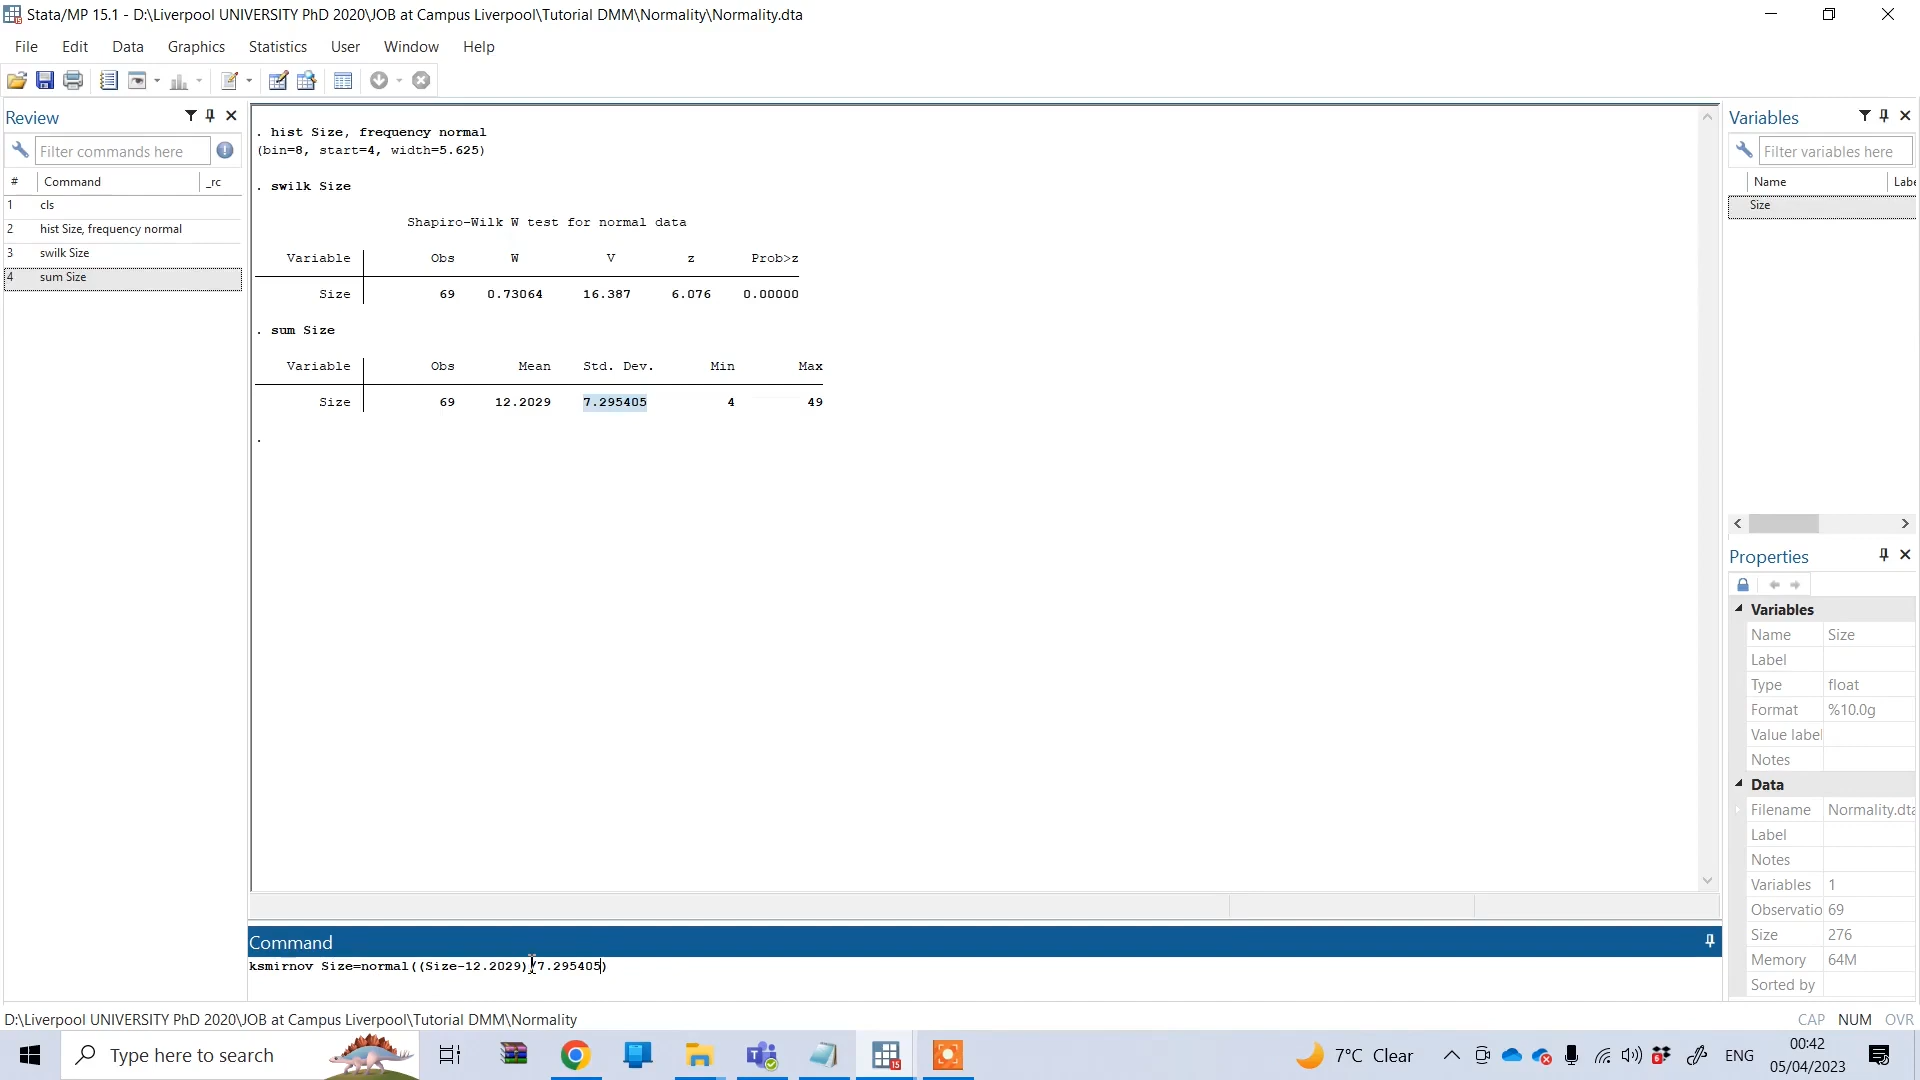 Stata/MP 15.1 - D:\Liverpool UNIVERSITY PhD 2020\JOB at Campus Liverpool\Tutorial DMM\Normality\Normality.dta
File Edit Data Graphics Statistics User Window Help
Review
Filter commands here
# Command _rc
1 cls
2 hist Size, frequency normal
3 swilk Size
4 sum Size
. hist Size, frequency normal
(bin=8, start=4, width=5.625)
. swilk Size
Shapiro-Wilk W test for normal data
Variable Obs W V z Prob>z
Size 69 0.73064 16.387 6.076 0.00000
. sum Size
Variable Obs Mean Std. Dev. Min Max
Size 69 12.2029 7.295405 4 49
.
Command
ksmirnov Size=normal((Size-12.2029)/7.295405)
Variables
Filter variables here
Name Labe
Size
Properties
Variables
Name Size
Label
Type float
Format %10.0g
Value label
Notes
Data
Filename Normality.dta
Label
Notes
Variables 1
Observatio 69
Size 276
Memory 64M
Sorted by
D:\Liverpool UNIVERSITY PhD 2020\JOB at Campus Liverpool\Tutorial DMM\Normality
CAP NUM OVR
Type here to search
7°C Clear
ENG
00:42
05/04/2023